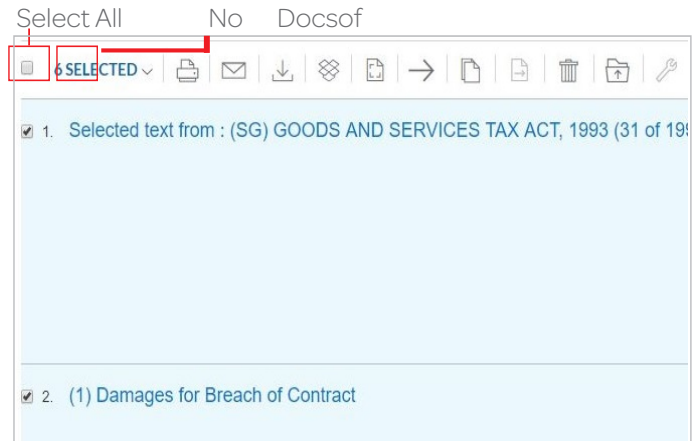 Select All No Docsof
6 SELECTED
1. Selected text from : (SG) GOODS AND SERVICES TAX ACT, 1993 (31 of 199
2. (1) Damages for Breach of Contract